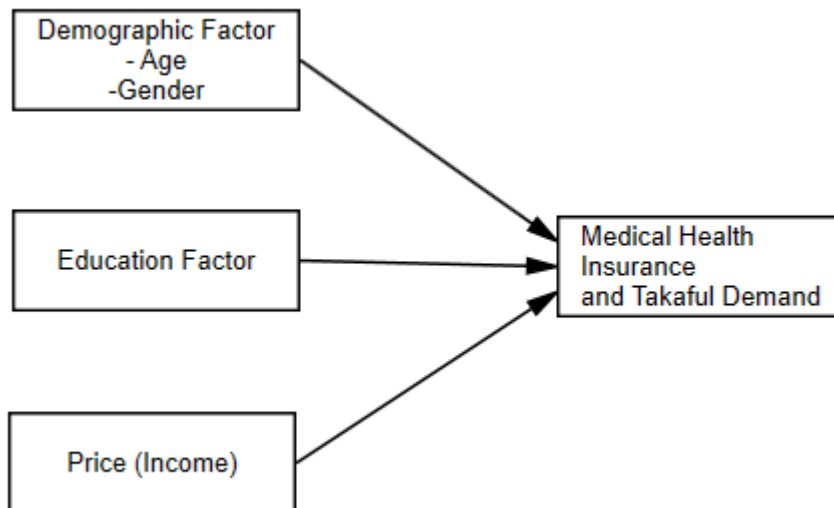 Demographic Factor
- Age
-Gender
Education Factor
Price (Income)
Medical Health
Insurance
and Takaful Demand